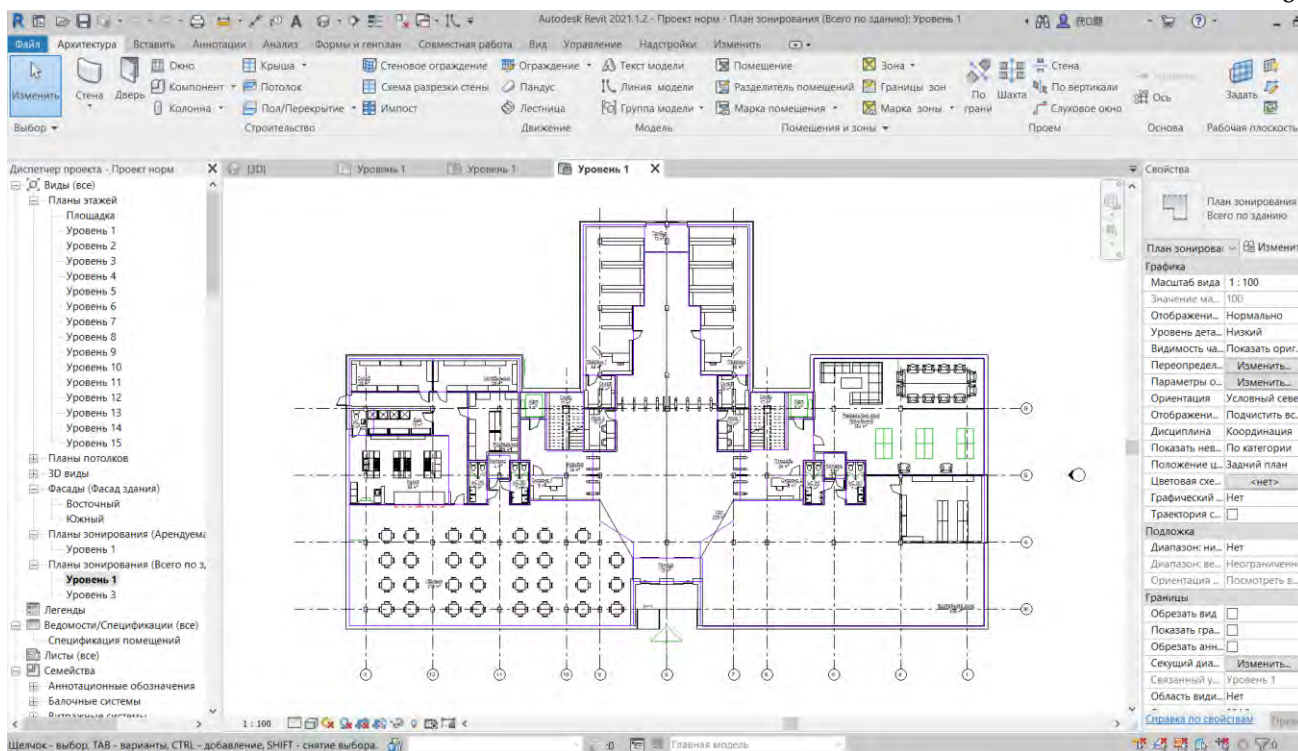 Autodesk Revit 2021.1.2 - Проект норм - План зонирования (Всего по зданию): Уровень 1
Файл Архитектура Вставить Аннотации Анализ Формы и генплан Совместная работа Вид Управление Надстройки Изменить
Окно Крыша Стеновое ограждение Ограждение Текст модели Помещение Зона Стена
Изменить Стена Дверь Компонент Потолок Схема разрезки стены Пандус Линия модели Разделитель помещений Границы зон По грани Шахта По вертикали Ось Задать
Колонна Пол/Перекрытие Импост Лестница Группа модели Марка помещения Марка зоны Слуховое окно
Выбор Строительство Движение Модель Помещения и зоны Проем Основа Рабочая плоскость
Диспетчер проекта - Проект норм X {3D} Уровень 1 Уровень 1 Уровень 1 X Свойства
Виды (все)
Планы этажей
Площадка
Уровень 1
Уровень 2
Уровень 3
Уровень 4
Уровень 5
Уровень 6
Уровень 7
Уровень 8
Уровень 9
Уровень 10
Уровень 11
Уровень 12
Уровень 13
Уровень 14
Уровень 15
Планы потолков
3D виды
Фасады (Фасад здания)
Восточный
Южный
Планы зонирования (Арендуема
Уровень 1
Планы зонирования (Всего по з,
Уровень 1
Уровень 3
Легенды
Ведомости/Спецификации (все)
Спецификация помещений
Листы (все)
Семейства
Аннотационные обозначения
Балочные системы
Витражные системы
План зонирования
Всего по зданию
План зонирова: Изменит
Графика
Масштаб вида 1 : 100
Значение ма... 100
Отображени... Нормально
Уровень дета... Низкий
Видимость ча... Показать ориг.
Переопредел... Изменить...
Параметры о... Изменить...
Ориентация Условный севе
Отображени... Подчистить вс..
Дисциплина Координация
Показать нев... По категории
Положение ц... Задний план
Цветовая схе... <нет>
Графический ... Нет
Траектория с...
Подложка
Диапазон: ни... Нет
Диапазон: ве... Неограниченн
Ориентация ... Посмотреть в...
Границы
Обрезать вид
Показать гра...
Обрезать анн...
Секущий диа... Изменить...
Связанный у... Уровень 1
Область види... Нет
Справка по свойствам
1 : 100
Щелчок - выбор, TAB - варианты, CTRL - добавление, SHIFT - снятие выбора. :0 Главная модель